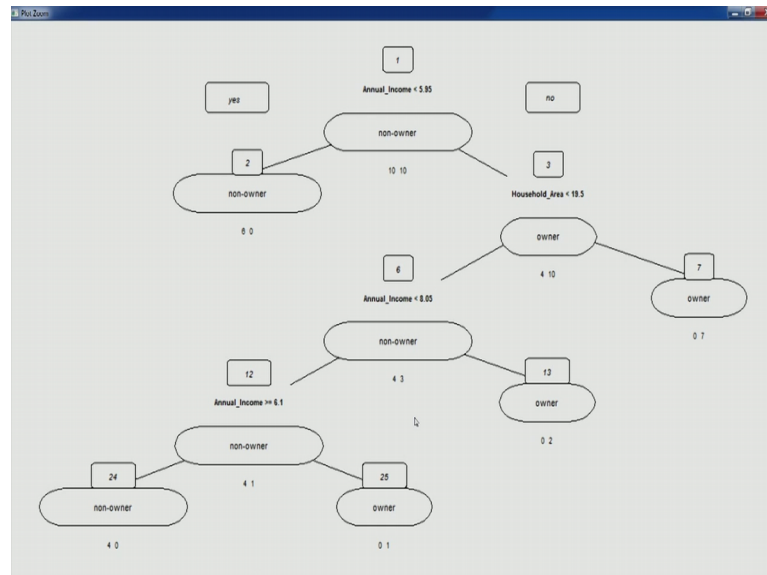 Plot Zoom
1
Annual_Income < 5.95
yes
no
non-owner
10 10
2
non-owner
6 0
3
Household_Area < 19.5
owner
4 10
6
Annual_Income < 8.05
7
owner
0 7
non-owner
4 3
12
Annual_Income >= 6.1
13
owner
0 2
non-owner
4 1
24
non-owner
4 0
25
owner
0 1